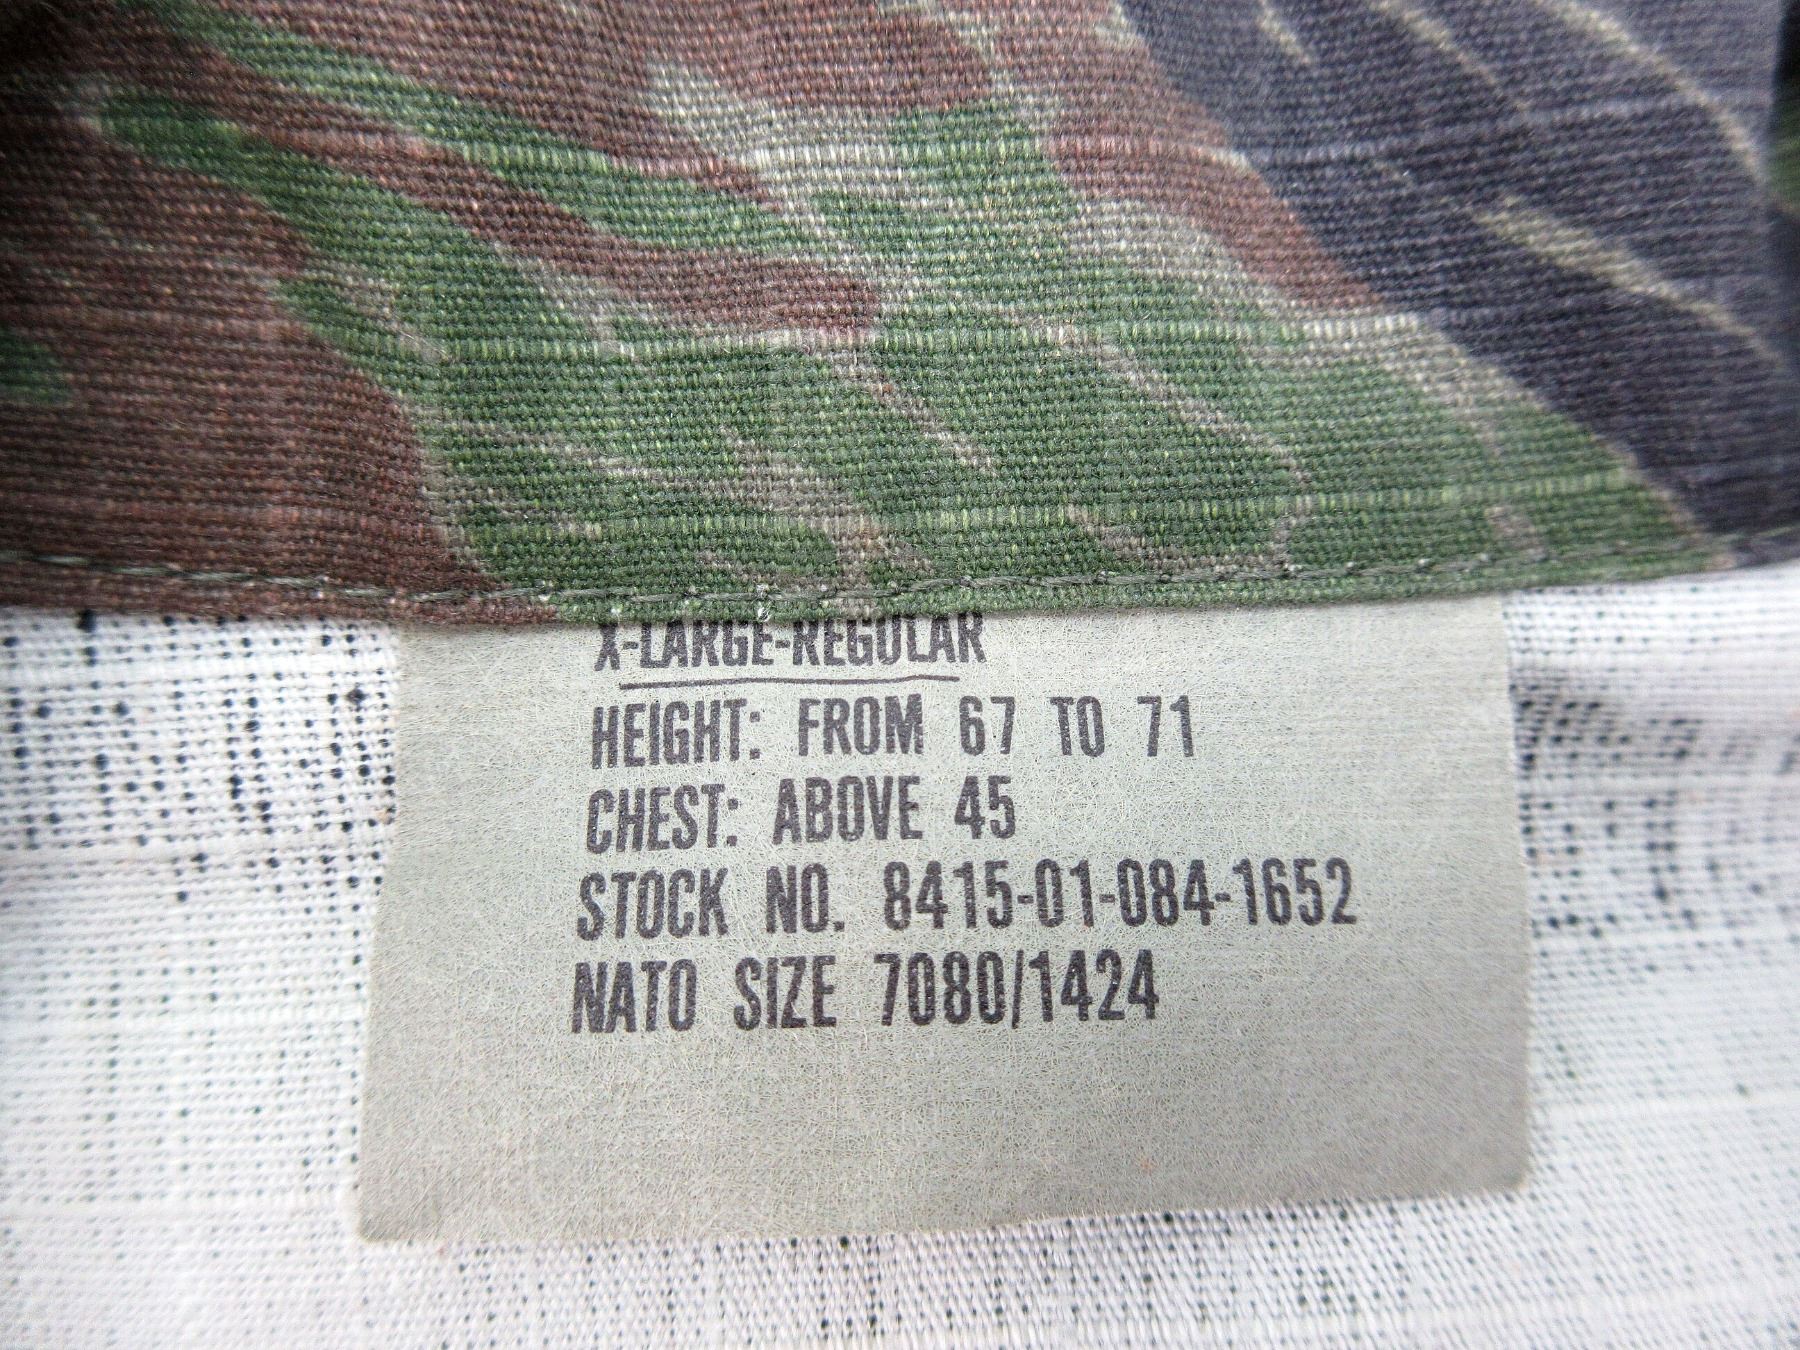 X-LARGE-REGULAR
HEIGHT: FROM 67 TO 71
CHEST: ABOVE 45
STOCK NO. 8415-01-084-1652
NATO SIZE 7080/1424